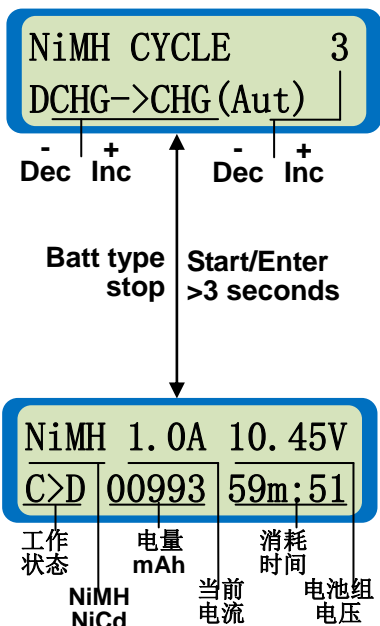 NiMH CYCLE 3
DCHG->CHG(Aut)
- + - +
Dec Inc Dec Inc
Batt type Start/Enter
stop >3 seconds
NiMH 1.0A 10.45V
C>D 00993 59m:51
工作 电量 消耗
状态 mAh 时间
NiMH 当前 电池组
NiCd 电流 电压